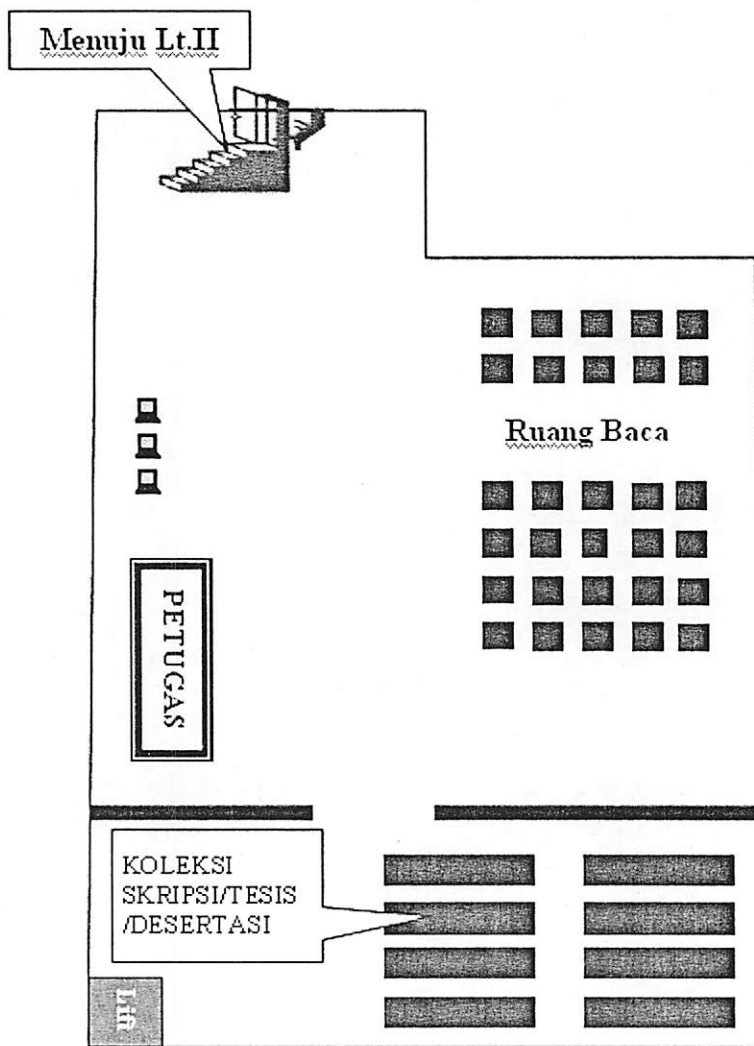 Menuju Lt.II
Ruang Baca
PETUGAS
KOLEKSI
SKRIPSI/TESIS
/DESERTASI
Lift